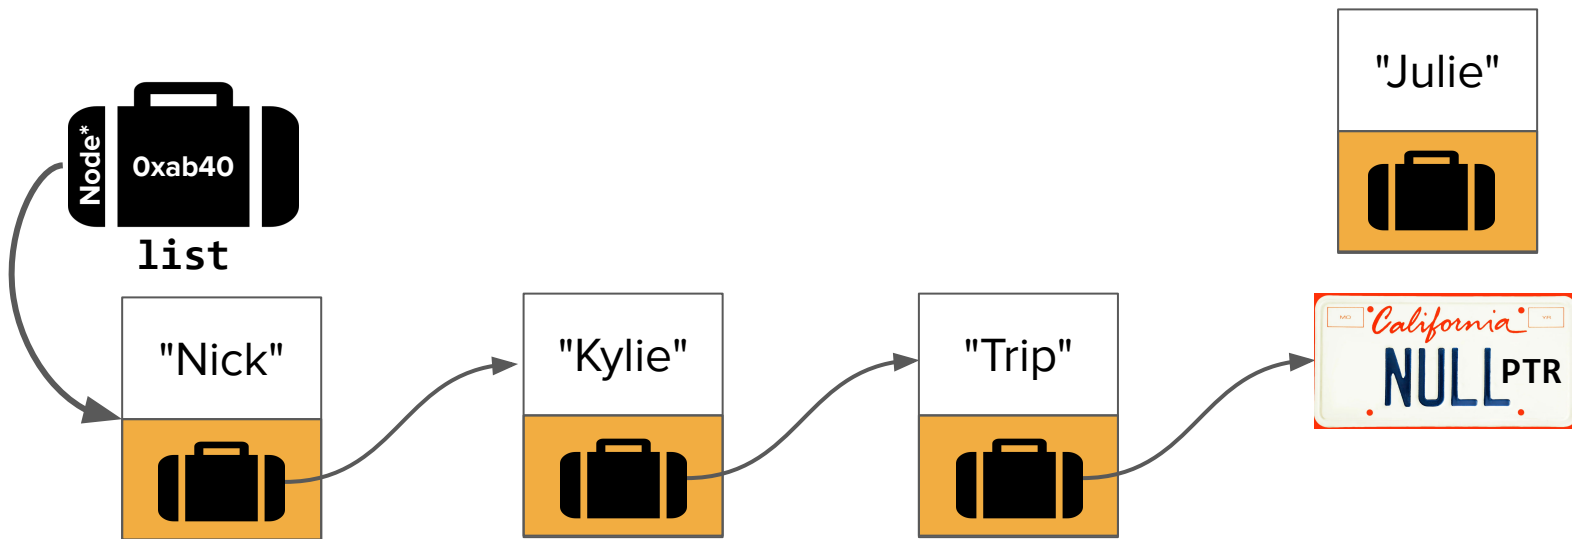 "Julie"
Node*
0xab40
list
"Nick"
"Kylie"
"Trip"
California
NULL PTR